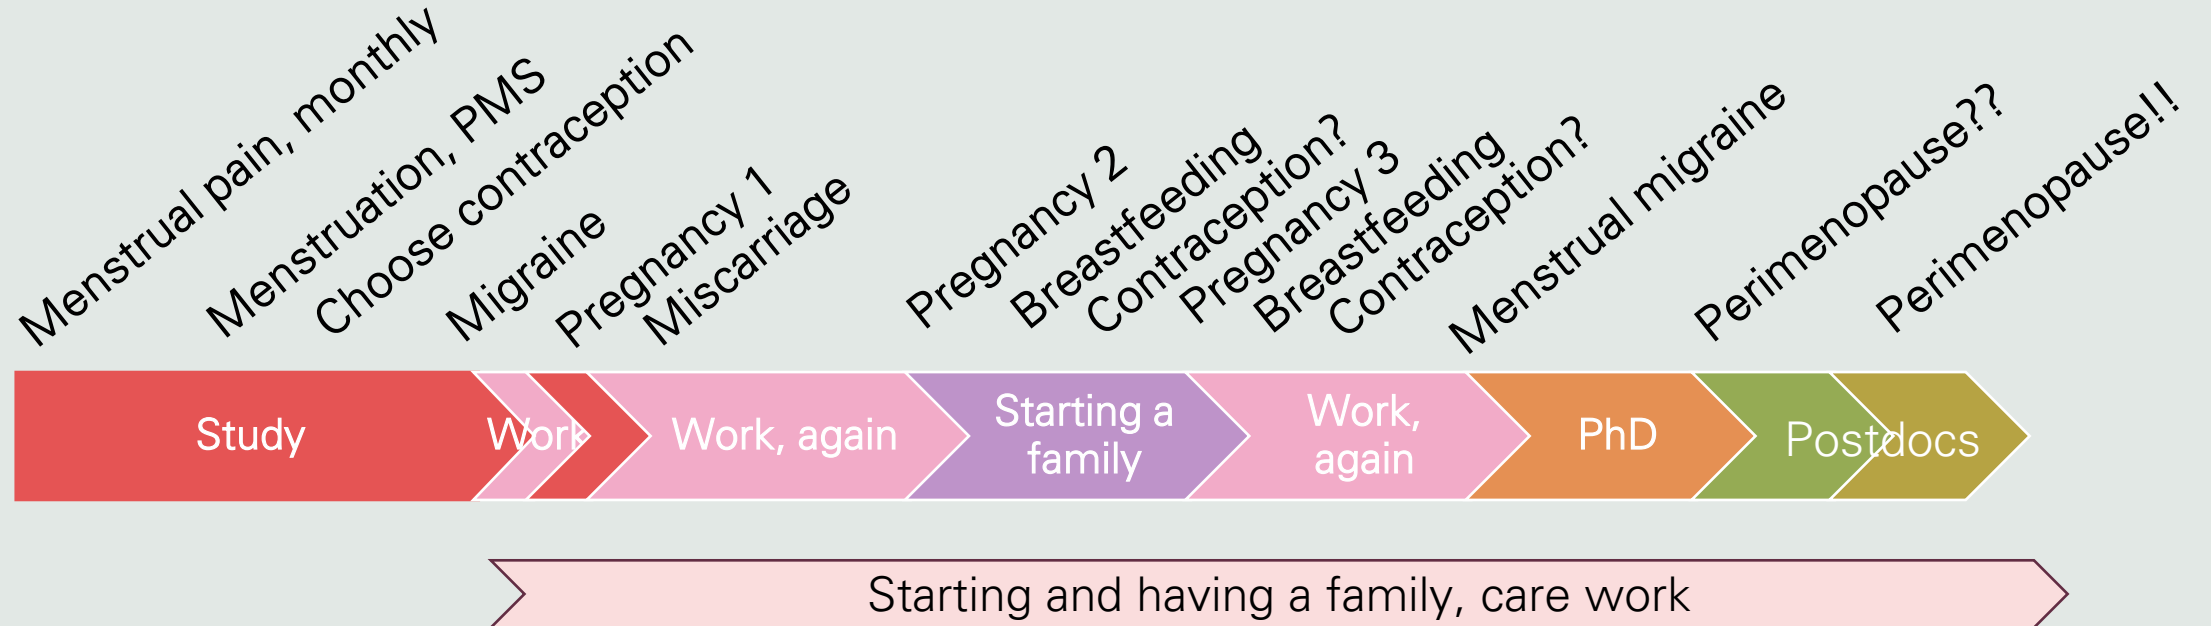 Menstrual pain, monthly
Menstruation, PMS
Choose contraception
Migraine
Pregnancy 1
Miscarriage
Pregnancy 2
Breastfeeding
Contraception?
Pregnancy 3
Breastfeeding
Contraception?
Menstrual migraine
Perimenopause??
Perimenopause!!
Study
Work
Work, again
Starting a
family
Work,
again
PhD
Postdocs
Starting and having a family, care work